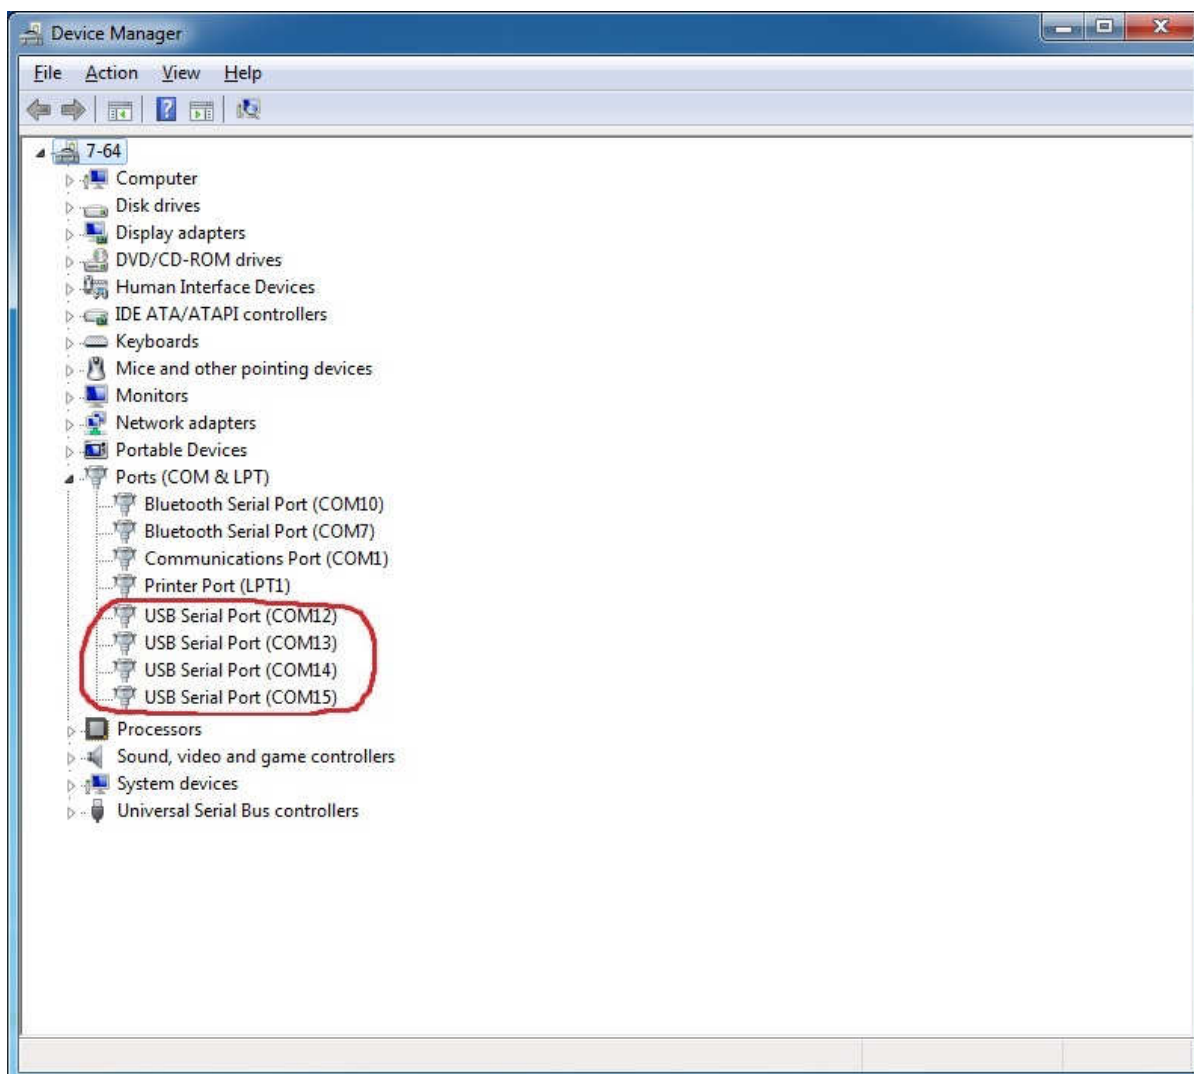 Device Manager
File Action View Help
7-64
Computer
Disk drives
Display adapters
DVD/CD-ROM drives
Human Interface Devices
IDE ATA/ATAPI controllers
Keyboards
Mice and other pointing devices
Monitors
Network adapters
Portable Devices
Ports (COM & LPT)
Bluetooth Serial Port (COM10)
Bluetooth Serial Port (COM7)
Communications Port (COM1)
Printer Port (LPT1)
USB Serial Port (COM12)
USB Serial Port (COM13)
USB Serial Port (COM14)
USB Serial Port (COM15)
Processors
Sound, video and game controllers
System devices
Universal Serial Bus controllers